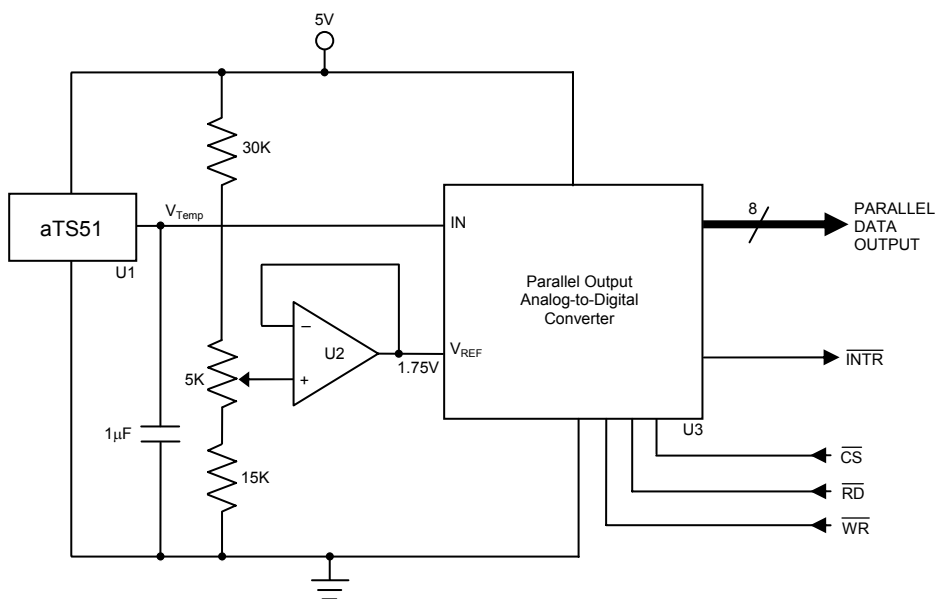 5V
30K
aTS51
V_Temp
U1
IN
8
PARALLEL
DATA
OUTPUT
Parallel Output
Analog-to-Digital
Converter
−
U2
+
V_REF
1.75V
5K
INTR
U3
1μF
15K
CS
RD
WR